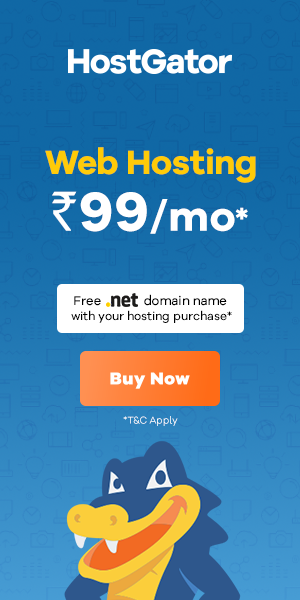 HostGator
Web Hosting
₹99/mo*
Free .net domain name
with your hosting purchase*
Buy Now
*T&C Apply